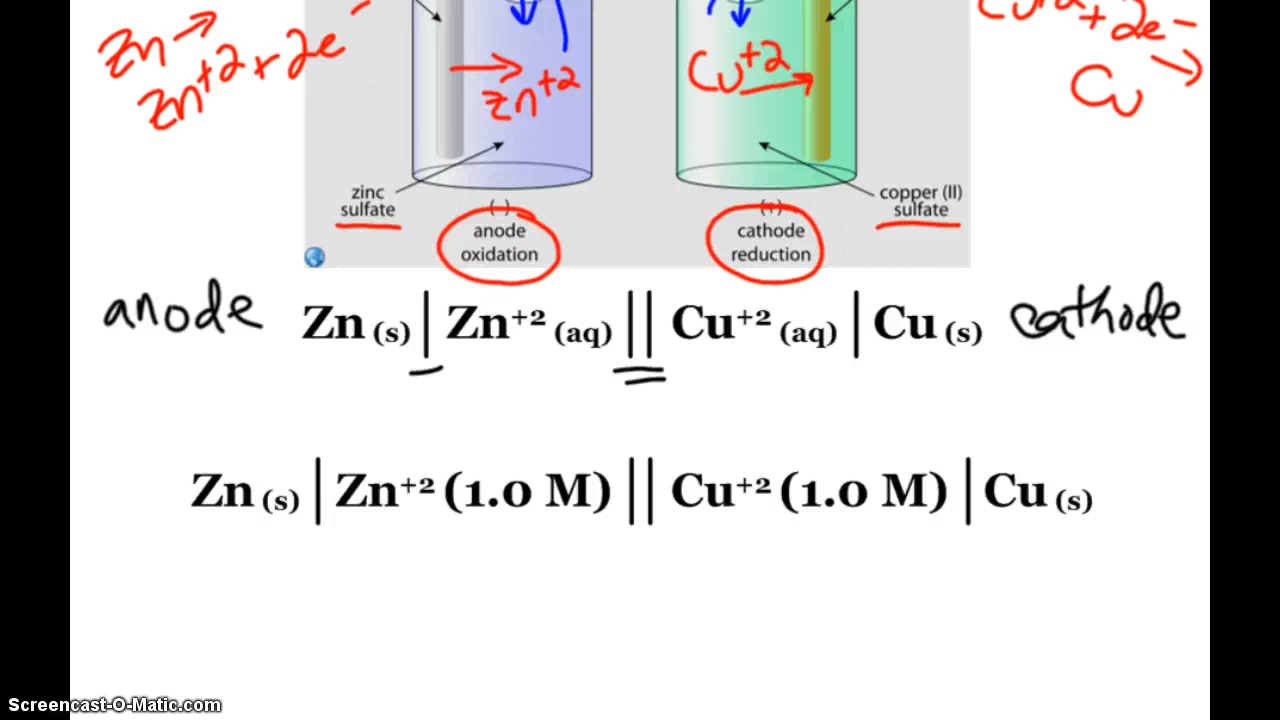 Zn →
Zn+2 + 2e
→ Zn+2
Cu+2
+ 2e -
→
Cu
zinc
sulfate
(-)
anode
oxidation
(+)
cathode
reduction
copper (II)
sulfate
anode Zn (s) | Zn+2 (aq) || Cu+2 (aq) | Cu (s) cathode
Zn (s) | Zn+2 (1.0 M) || Cu+2 (1.0 M) | Cu (s)
Screencast-O-Matic.com